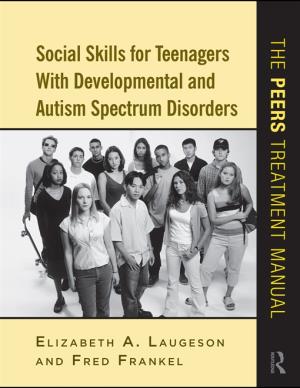 Social Skills for Teenagers
With Developmental and
Autism Spectrum Disorders
THE PEERS TREATMENT MANUAL
ELIZABETH A. LAUGESON
AND FRED FRANKEL
Routledge